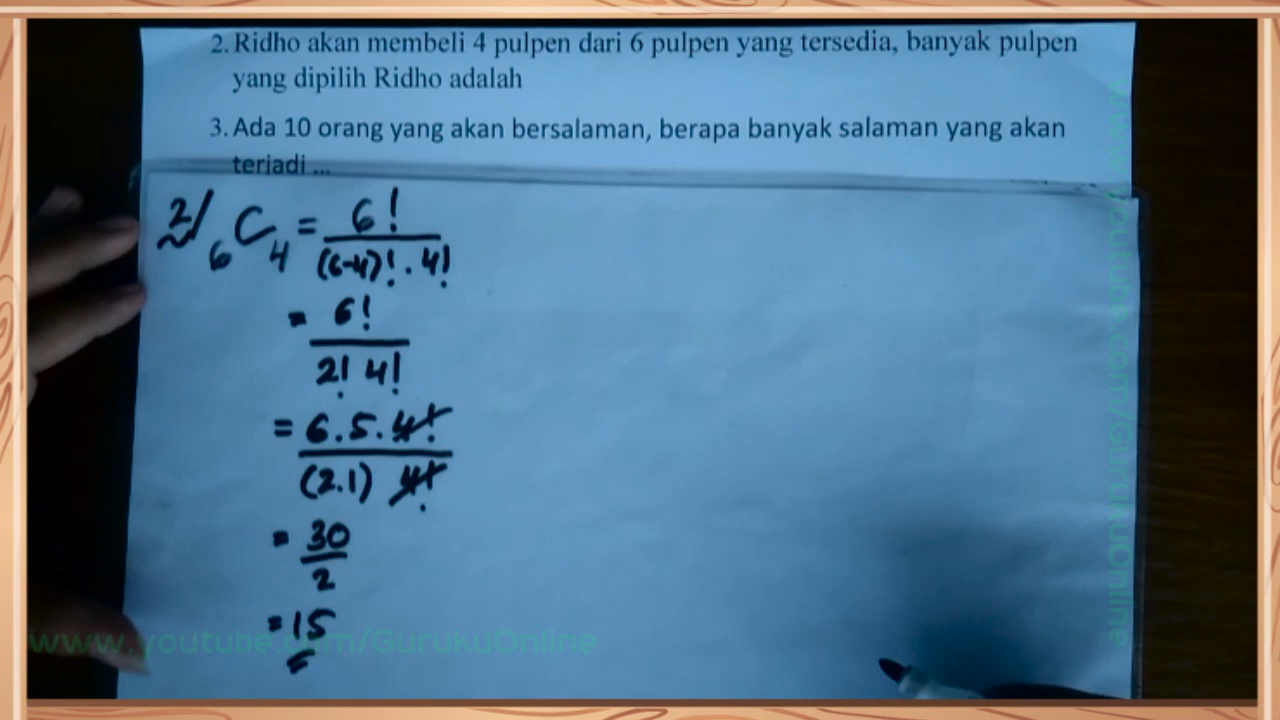 2. Ridho akan membeli 4 pulpen dari 6 pulpen yang tersedia, banyak pulpen
yang dipilih Ridho adalah
3. Ada 10 orang yang akan bersalaman, berapa banyak salaman yang akan
terjadi ...
2/ 6C4 = 6! / (6-4)! . 4!
= 6! / 2! 4!
= 6.5.4! / (2.1) 4!
= 30 / 2
= 15
www.youtube.com/GurukuOnline
www.youtube.com/GurukuOnline